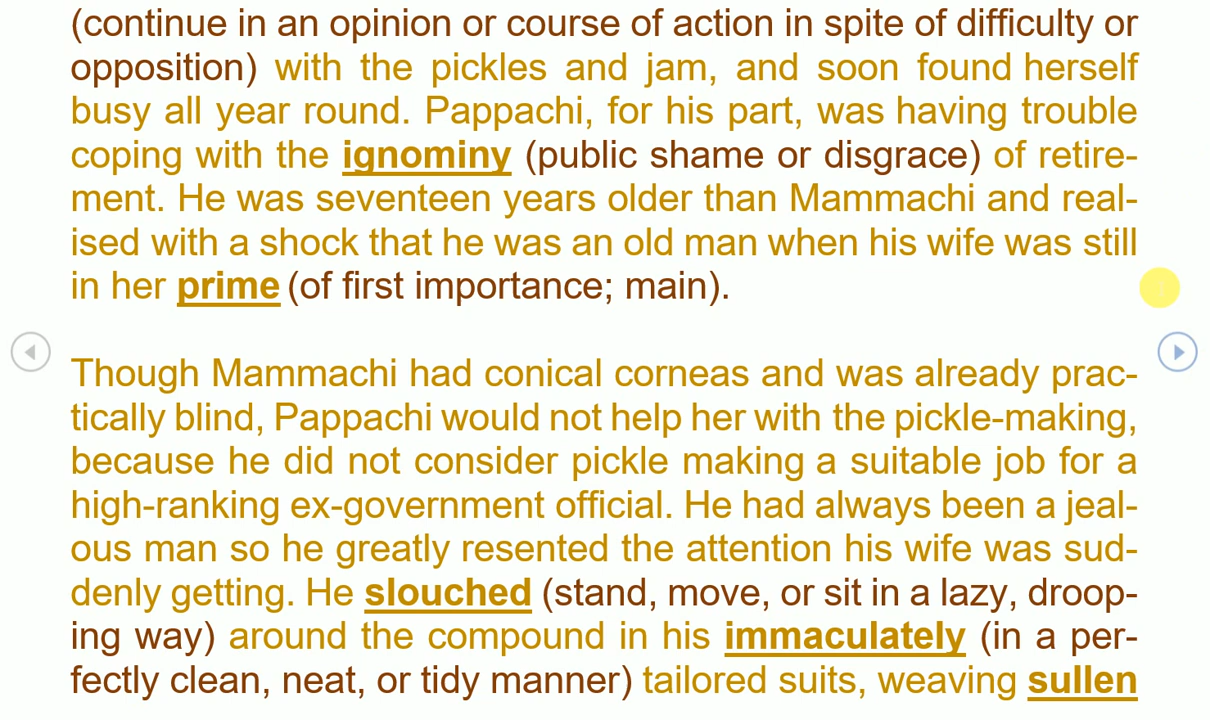 (continue in an opinion or course of action in spite of difficulty or
opposition) with the pickles and jam, and soon found herself
busy all year round. Pappachi, for his part, was having trouble
coping with the ignominy (public shame or disgrace) of retire-
ment. He was seventeen years older than Mammachi and real-
ised with a shock that he was an old man when his wife was still
in her prime (of first importance; main).
Though Mammachi had conical corneas and was already prac-
tically blind, Pappachi would not help her with the pickle-making,
because he did not consider pickle making a suitable job for a
high-ranking ex-government official. He had always been a jeal-
ous man so he greatly resented the attention his wife was sud-
denly getting. He slouched (stand, move, or sit in a lazy, droop-
ing way) around the compound in his immaculately (in a per-
fectly clean, neat, or tidy manner) tailored suits, weaving sullen